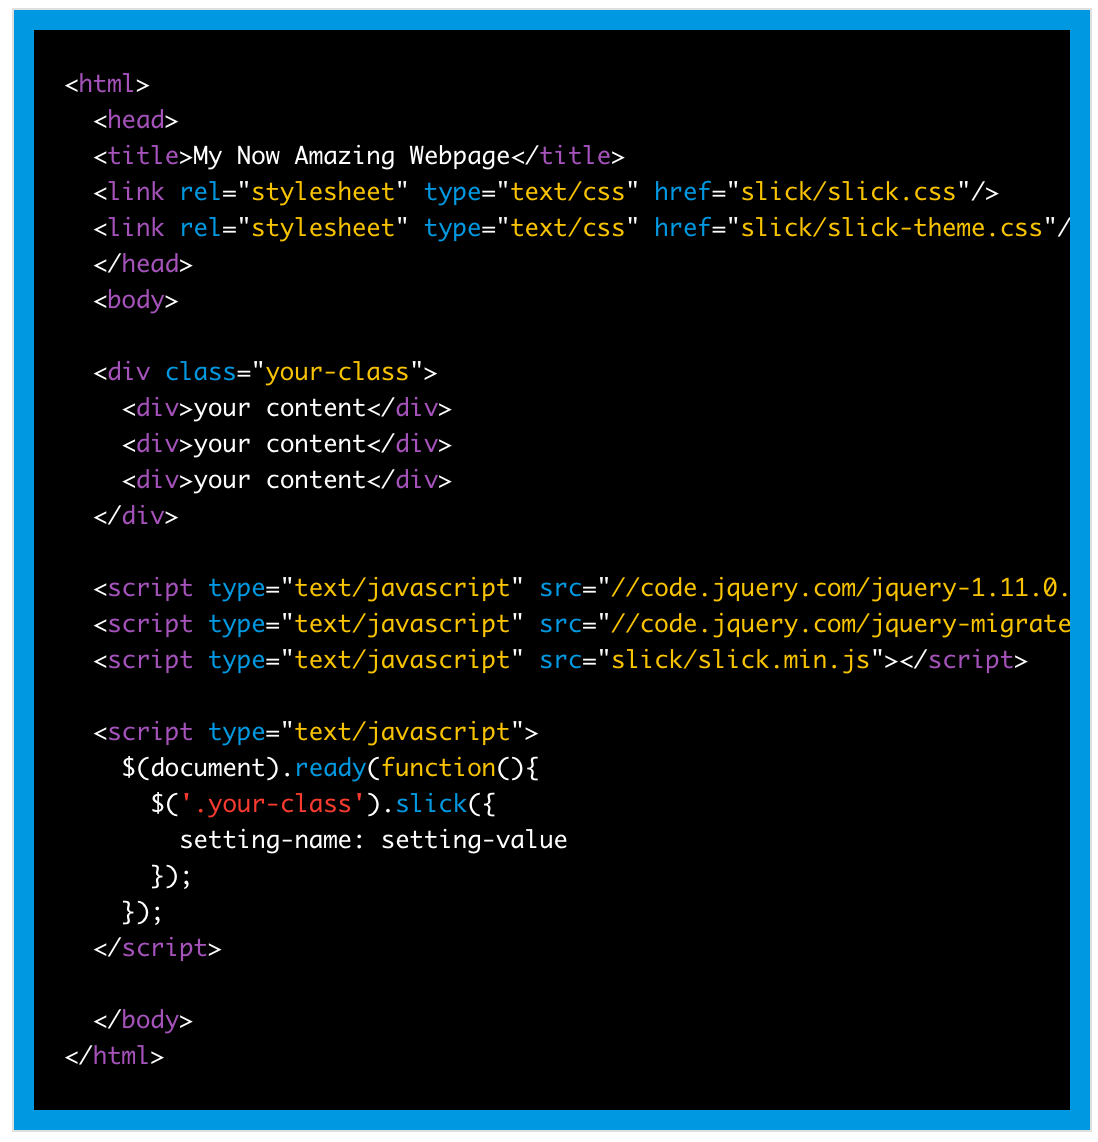 <html>
<head>
<title>My Now Amazing Webpage</title>
<link rel="stylesheet" type="text/css" href="slick/slick.css"/>
<link rel="stylesheet" type="text/css" href="slick/slick-theme.css"/
</head>
<body>
<div class="your-class">
<div>your content</div>
<div>your content</div>
<div>your content</div>
</div>
<script type="text/javascript" src="//code.jquery.com/jquery-1.11.0.
<script type="text/javascript" src="//code.jquery.com/jquery-migrate
<script type="text/javascript" src="slick/slick.min.js"></script>
<script type="text/javascript">
$(document).ready(function(){
$('.your-class').slick({
setting-name: setting-value
});
});
</script>
</body>
</html>